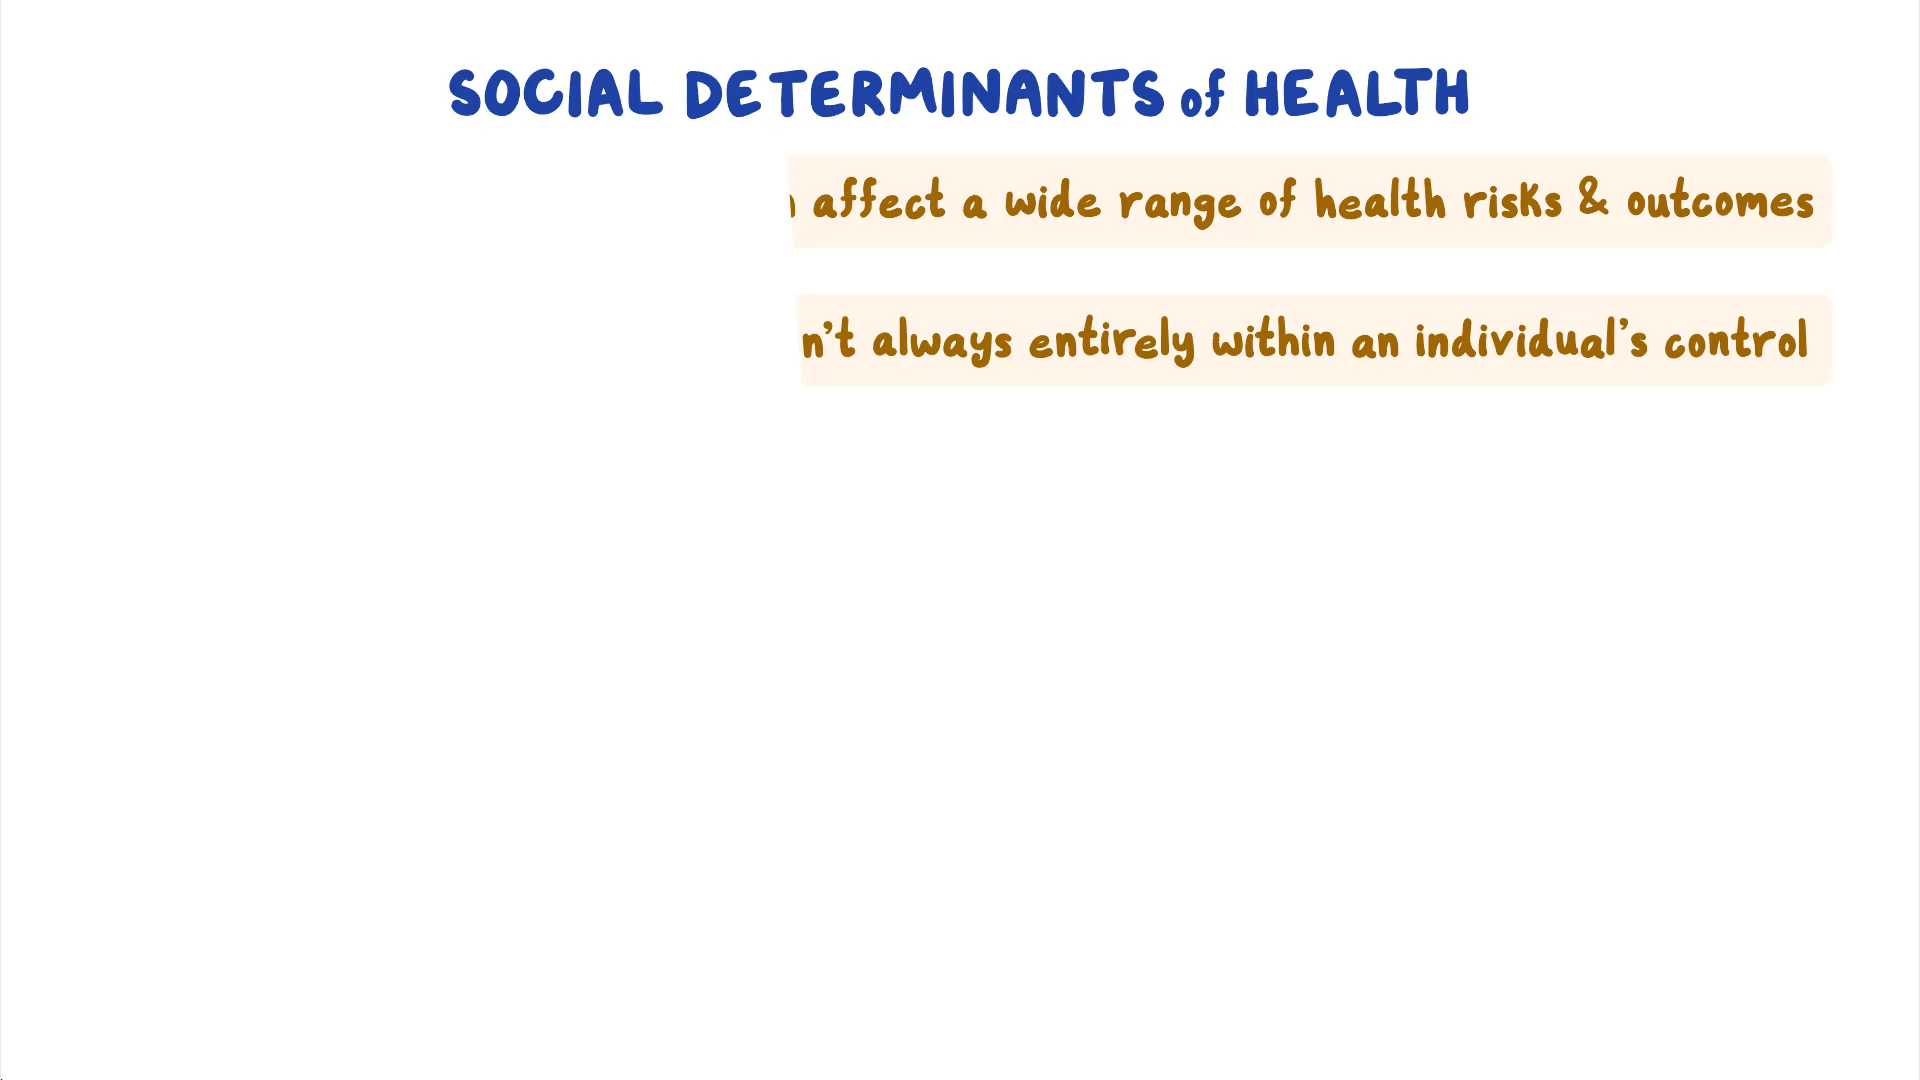 SOCIAL DETERMINANTS of HEALTH
affect a wide range of health risks & outcomes
n't always entirely within an individual's control